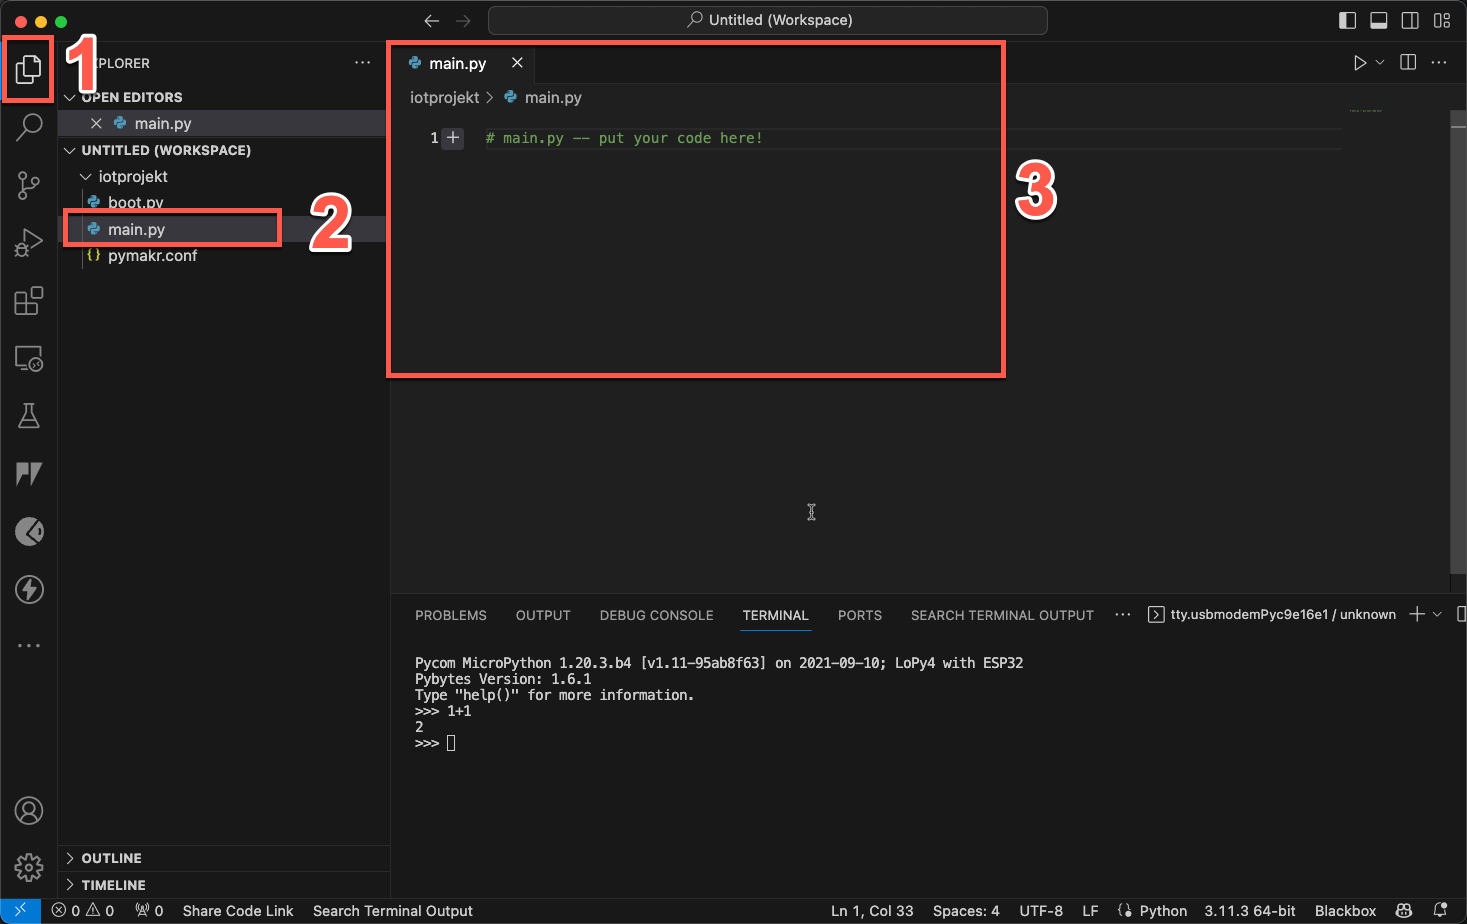 Untitled (Workspace)
1
EXPLORER
OPEN EDITORS
main.py
UNTITLED (WORKSPACE)
iotprojekt
boot.py
main.py
2
pymakr.conf
OUTLINE
TIMELINE
main.py
iotprojekt > main.py
1 + # main.py -- put your code here!
3
PROBLEMS OUTPUT DEBUG CONSOLE TERMINAL PORTS SEARCH TERMINAL OUTPUT ··· tty.usbmodemPyc9e16e1 / unknown
Pycom MicroPython 1.20.3.b4 [v1.11-95ab8f63] on 2021-09-10; LoPy4 with ESP32
Pybytes Version: 1.6.1
Type "help()" for more information.
>>> 1+1
2
>>>
0 0 0 Share Code Link Search Terminal Output Ln 1, Col 33 Spaces: 4 UTF-8 LF {} Python 3.11.3 64-bit Blackbox